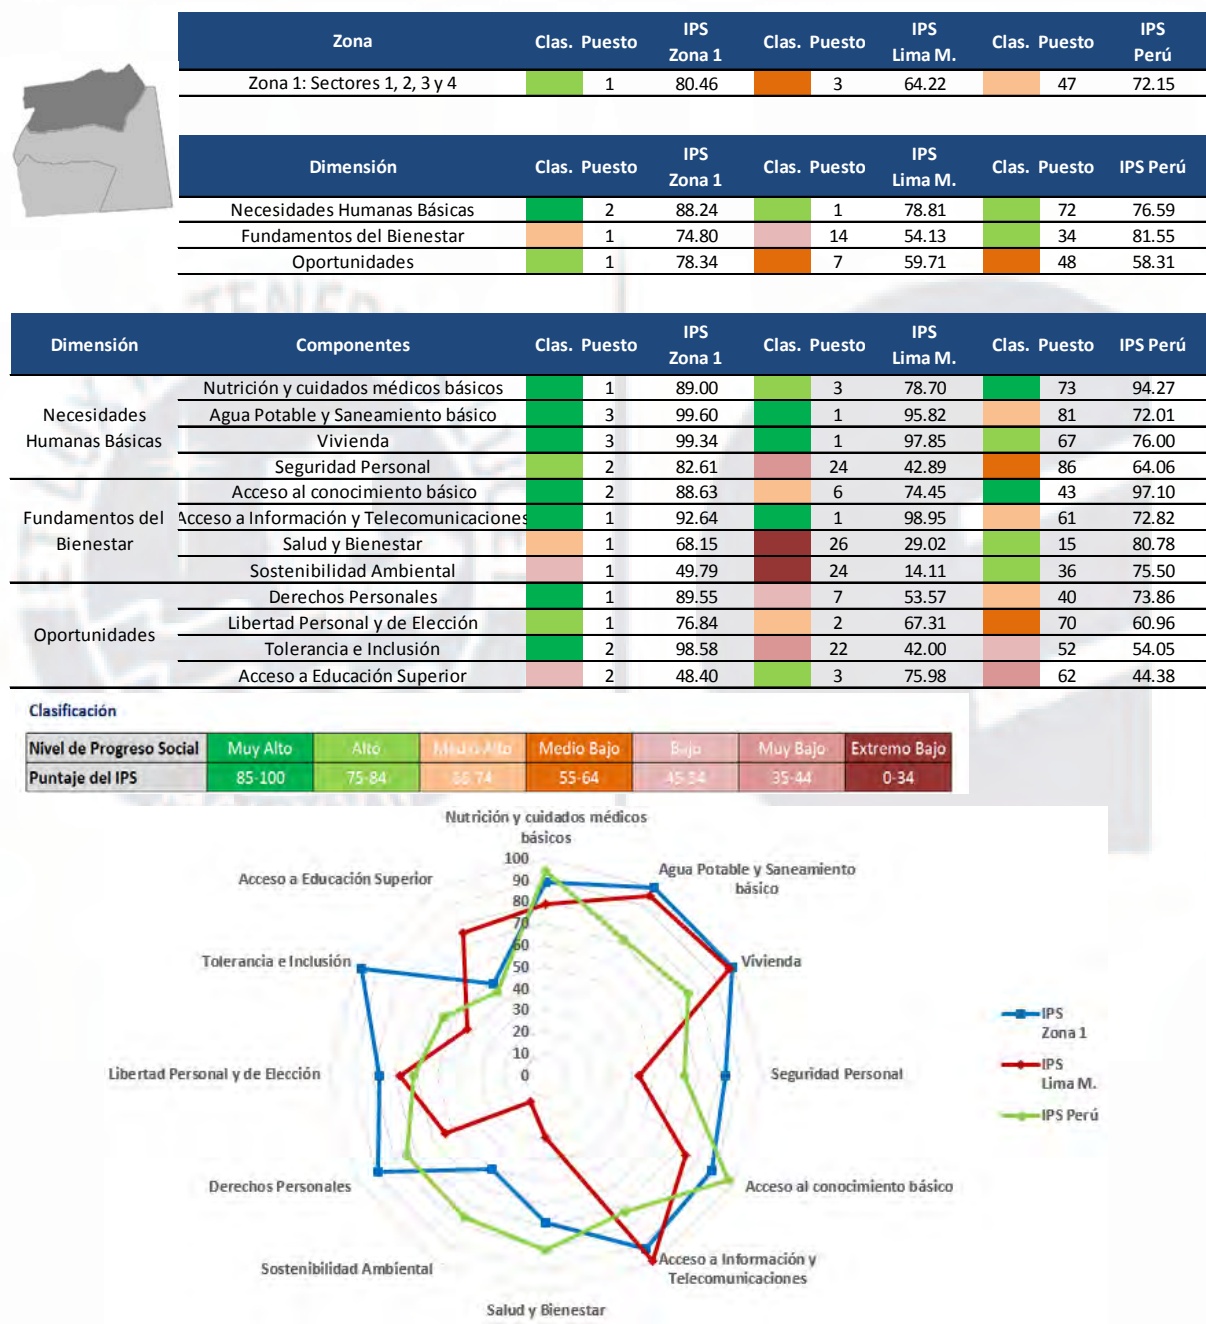 Zona Clas. Puesto IPS Zona 1 Clas. Puesto IPS Lima M. Clas. Puesto IPS Perú
Zona 1: Sectores 1, 2, 3 y 4 1 80.46 3 64.22 47 72.15
Dimensión Clas. Puesto IPS Zona 1 Clas. Puesto IPS Lima M. Clas. Puesto IPS Perú
Necesidades Humanas Básicas 2 88.24 1 78.81 72 76.59
Fundamentos del Bienestar 1 74.80 14 54.13 34 81.55
Oportunidades 1 78.34 7 59.71 48 58.31
Dimensión Componentes Clas. Puesto IPS Zona 1 Clas. Puesto IPS Lima M. Clas. Puesto IPS Perú
Necesidades Humanas Básicas
Nutrición y cuidados médicos básicos 1 89.00 3 78.70 73 94.27
Agua Potable y Saneamiento básico 3 99.60 1 95.82 81 72.01
Vivienda 3 99.34 1 97.85 67 76.00
Seguridad Personal 2 82.61 24 42.89 86 64.06
Fundamentos del Bienestar
Acceso al conocimiento básico 2 88.63 6 74.45 43 97.10
Acceso a Información y Telecomunicaciones 1 92.64 1 98.95 61 72.82
Salud y Bienestar 1 68.15 26 29.02 15 80.78
Sostenibilidad Ambiental 1 49.79 24 14.11 36 75.50
Oportunidades
Derechos Personales 1 89.55 7 53.57 40 73.86
Libertad Personal y de Elección 1 76.84 2 67.31 70 60.96
Tolerancia e Inclusión 2 98.58 22 42.00 52 54.05
Acceso a Educación Superior 2 48.40 3 75.98 62 44.38
Clasificación
Nivel de Progreso Social Muy Alto Alto Medio Alto Medio Bajo Bajo Muy Bajo Extremo Bajo
Puntaje del IPS 85-100 75-84 65-74 55-64 45-54 35-44 0-34
Nutrición y cuidados médicos
básicos
Agua Potable y Saneamiento
básico
Vivienda
Seguridad Personal
Acceso al conocimiento básico
Acceso a Información y
Telecomunicaciones
Salud y Bienestar
Sostenibilidad Ambiental
Derechos Personales
Libertad Personal y de Elección
Tolerancia e Inclusión
Acceso a Educación Superior
100
90
80
70
60
50
40
30
20
10
0
IPS
Zona 1
IPS
Lima M.
IPS Perú